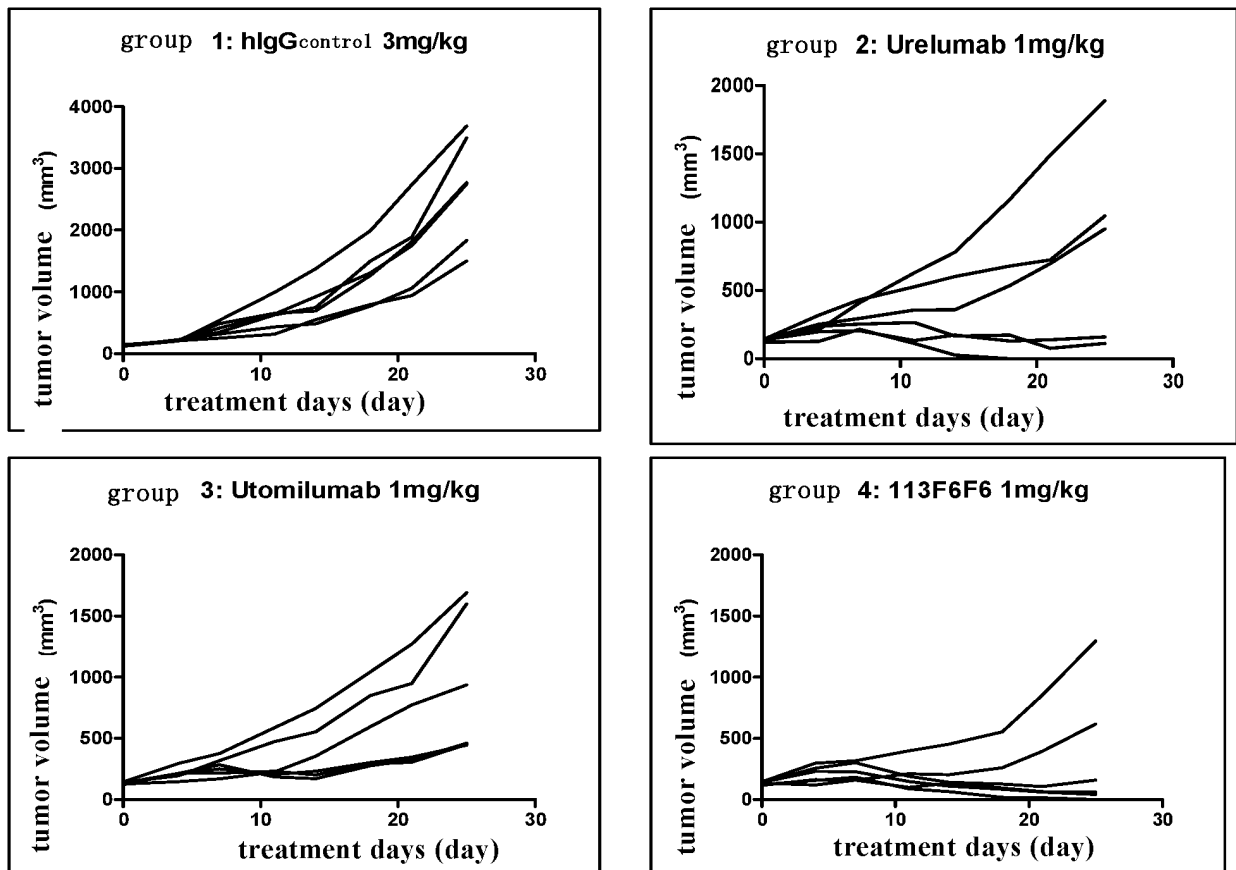 group 1: hIgGcontrol 3mg/kg
4000
3000
2000
1000
0
tumor volume (mm³)
0 10 20 30
treatment days (day)
group 2: Urelumab 1mg/kg
2000
1500
1000
500
0
tumor volume (mm³)
0 10 20 30
treatment days (day)
group 3: Utomilumab 1mg/kg
2000
1500
1000
500
0
tumor volume (mm³)
0 10 20 30
treatment days (day)
group 4: 113F6F6 1mg/kg
2000
1500
1000
500
0
tumor volume (mm³)
0 10 20 30
treatment days (day)